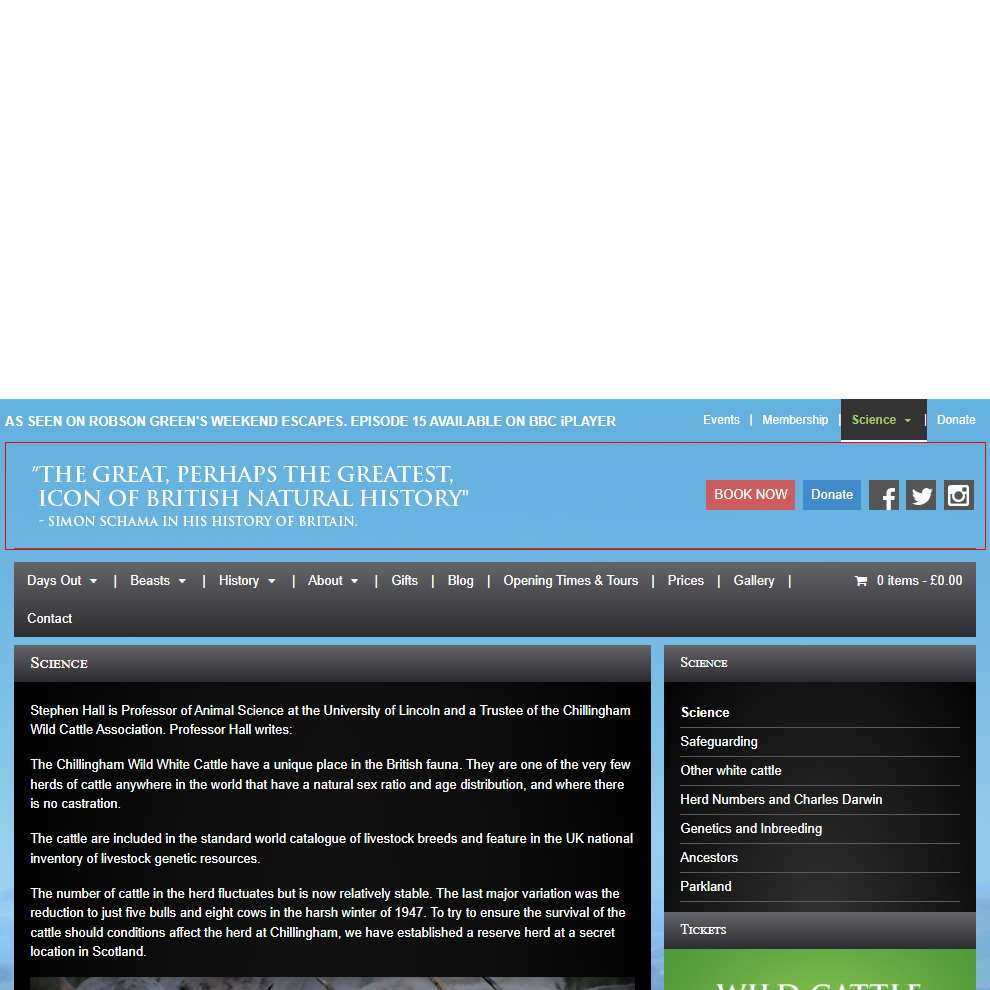 AS SEEN ON ROBSON GREEN'S WEEKEND ESCAPES. EPISODE 15 AVAILABLE ON BBC iPLAYER
Events | Membership | Science | Donate
“THE GREAT, PERHAPS THE GREATEST,
ICON OF BRITISH NATURAL HISTORY"
- SIMON SCHAMA IN HIS HISTORY OF BRITAIN.
BOOK NOW Donate
Days Out | Beasts | History | About | Gifts | Blog | Opening Times & Tours | Prices | Gallery | 0 items - £0.00
Contact
Science
Stephen Hall is Professor of Animal Science at the University of Lincoln and a Trustee of the Chillingham
Wild Cattle Association. Professor Hall writes:
The Chillingham Wild White Cattle have a unique place in the British fauna. They are one of the very few
herds of cattle anywhere in the world that have a natural sex ratio and age distribution, and where there
is no castration.
The cattle are included in the standard world catalogue of livestock breeds and feature in the UK national
inventory of livestock genetic resources.
The number of cattle in the herd fluctuates but is now relatively stable. The last major variation was the
reduction to just five bulls and eight cows in the harsh winter of 1947. To try to ensure the survival of the
cattle should conditions affect the herd at Chillingham, we have established a reserve herd at a secret
location in Scotland.
Science
Science
Safeguarding
Other white cattle
Herd Numbers and Charles Darwin
Genetics and Inbreeding
Ancestors
Parkland
Tickets
WILD CATTLE